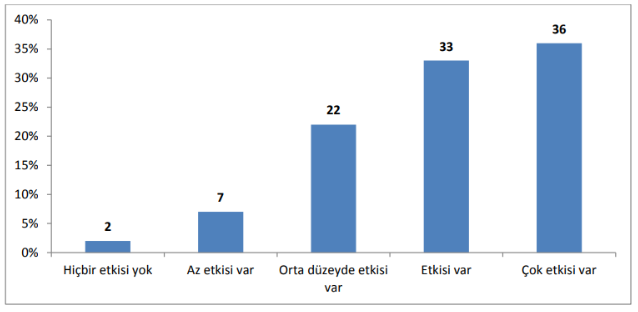 40%
35%
30%
25%
20%
15%
10%
5%
0%
2
7
22
33
36
Hiçbir etkisi yok
Az etkisi var
Orta düzeyde etkisi
var
Etkisi var
Çok etkisi var